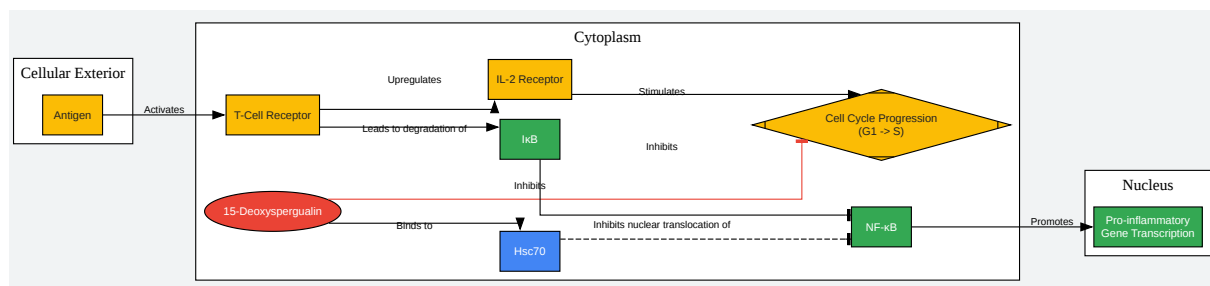 Cytoplasm
Cellular Exterior
Antigen
Activates
T-Cell Receptor
Upregulates
IL-2 Receptor
Stimulates
Leads to degradation of
IκB
Cell Cycle Progression
(G1 -> S)
Inhibits
Inhibits
15-Deoxyspergualin
Binds to
Hsc70
Inhibits nuclear translocation of
NF-κB
Promotes
Nucleus
Pro-inflammatory
Gene Transcription